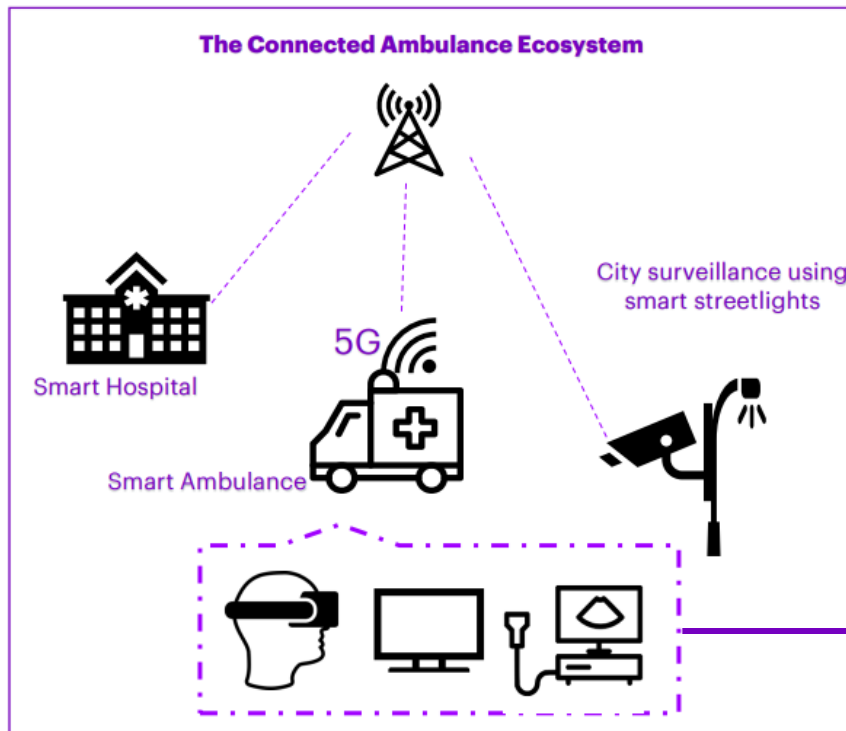 The Connected Ambulance Ecosystem
City surveillance using
smart streetlights
5G
Smart Hospital
Smart Ambulance